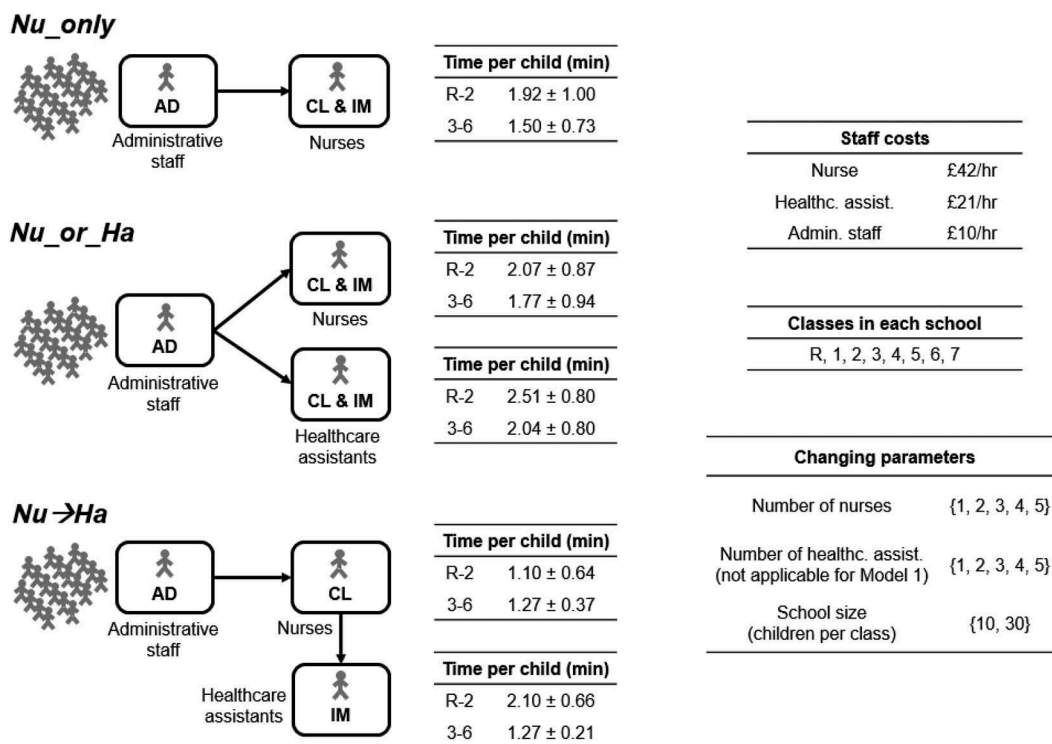 Nu_only
AD
Administrative
staff
CL & IM
Nurses
Time per child (min)
R-2 1.92 ± 1.00
3-6 1.50 ± 0.73
Nu_or_Ha
AD
Administrative
staff
CL & IM
Nurses
CL & IM
Healthcare
assistants
Time per child (min)
R-2 2.07 ± 0.87
3-6 1.77 ± 0.94
Time per child (min)
R-2 2.51 ± 0.80
3-6 2.04 ± 0.80
Nu→Ha
AD
Administrative
staff
CL
Nurses
Healthcare
assistants
IM
Time per child (min)
R-2 1.10 ± 0.64
3-6 1.27 ± 0.37
Time per child (min)
R-2 2.10 ± 0.66
3-6 1.27 ± 0.21
Staff costs
Nurse £42/hr
Healthc. assist. £21/hr
Admin. staff £10/hr
Classes in each school
R, 1, 2, 3, 4, 5, 6, 7
Changing parameters
Number of nurses {1, 2, 3, 4, 5}
Number of healthc. assist.
(not applicable for Model 1) {1, 2, 3, 4, 5}
School size
(children per class) {10, 30}